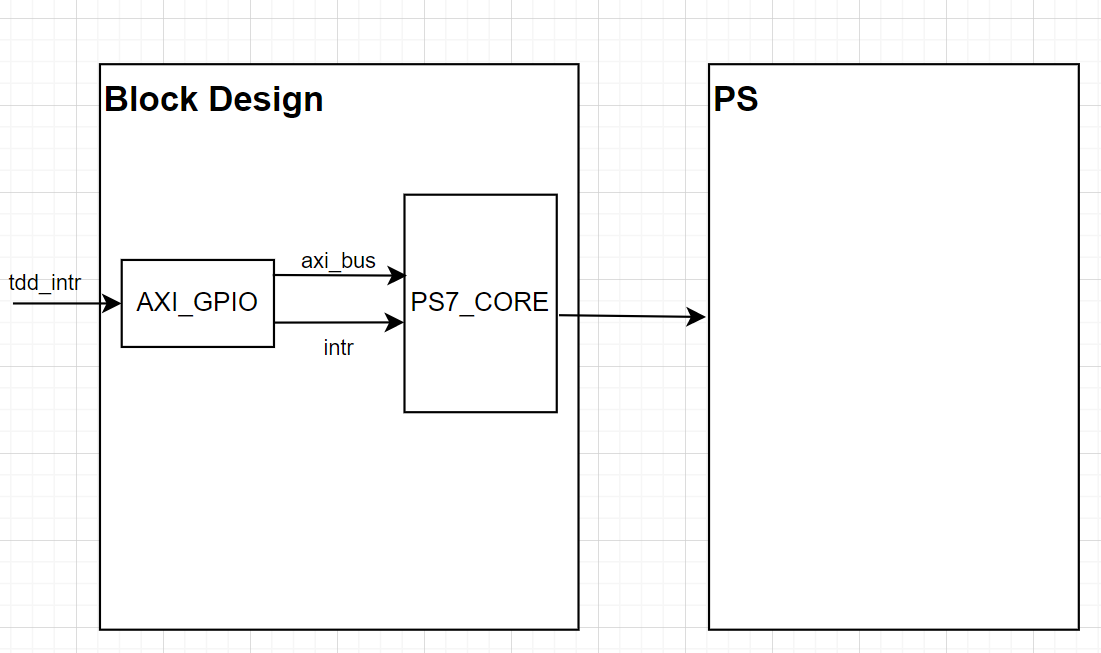 Block Design
PS
tdd_intr
AXI_GPIO
axi_bus
intr
PS7_CORE